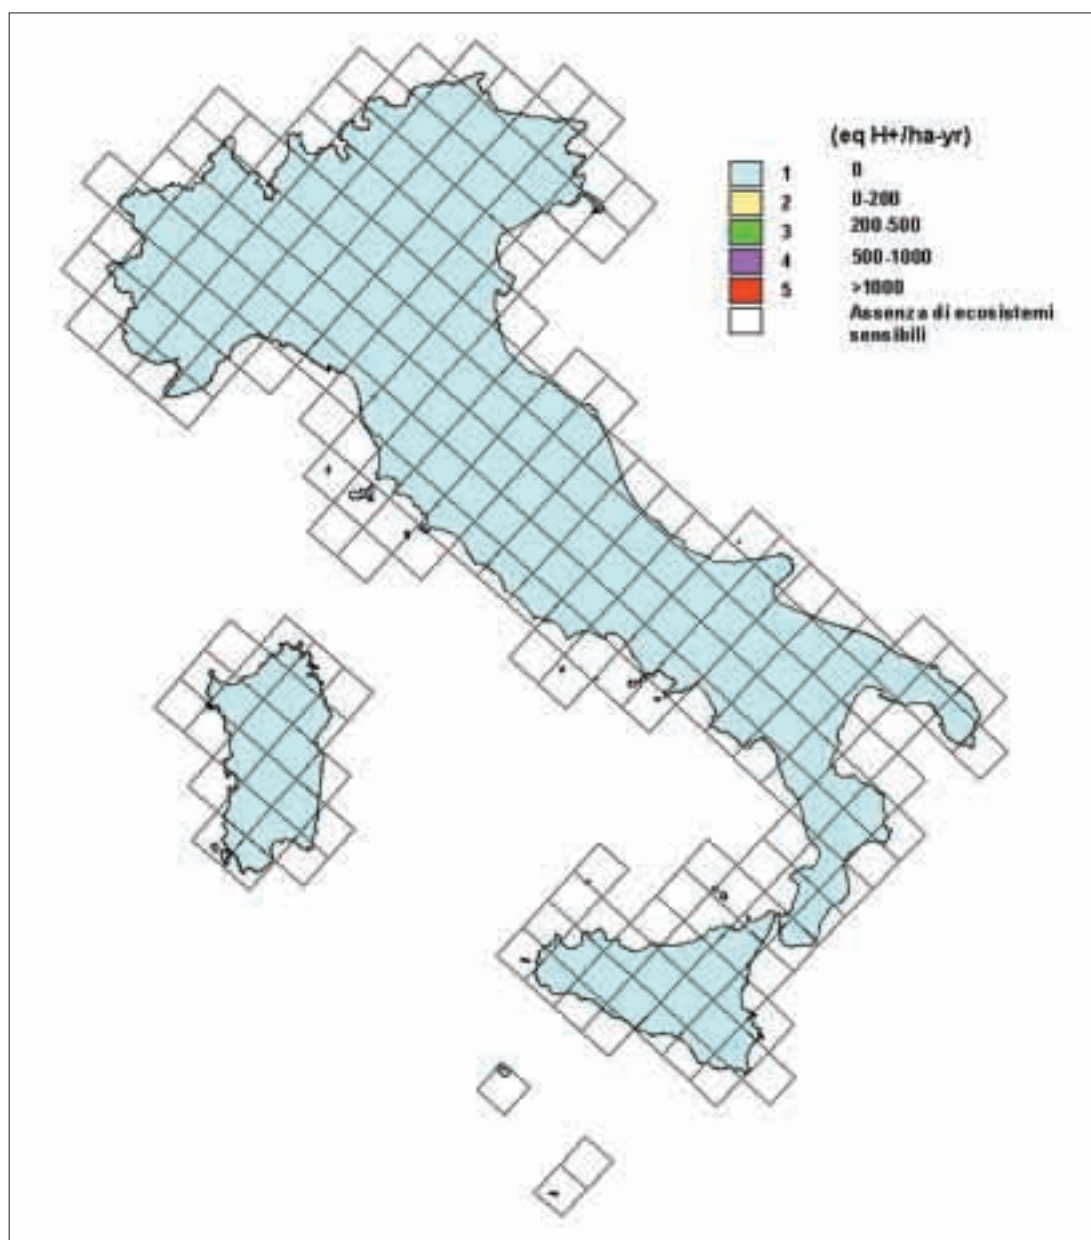 (eq H+/ha-yr)
1 0
2 0-200
3 200-500
4 500-1000
5 >1000
Assenza di ecosistemi
sensibili